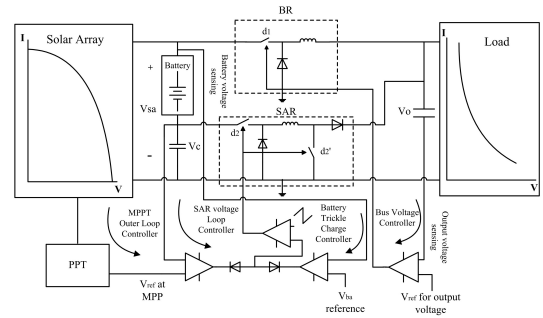 BR
I
Solar Array
V
+
Vsa
-
Battery
Vc
Battery voltage
sensing
d1
SAR
d2
d2'
I
Load
V
Vo
MPPT
Outer Loop
Controller
SAR voltage
Loop
Controller
Battery
Trickle
Charge
Controller
Bus Voltage
Controller
Output voltage
sensing
PPT
Vref at
MPP
Vba
reference
Vref for output
voltage